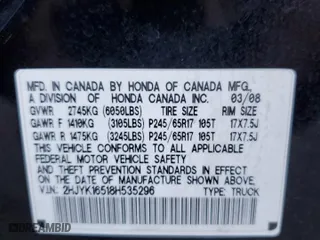 MFD. IN CANADA BY HONDA OF CANADA MFG.
A DIVISION OF HONDA CANADA INC. 03/08
GVWR 2745KG (6050LBS) TIRE SIZE RIM SIZE
GAWR F 1410KG (3105LBS) P245/65R17 105T 17X7.5J
GAWR R 1475KG (3245LBS) P245/65R17 105T 17X7.5J
THIS VEHICLE CONFORMS TO ALL APPLICABLE
FEDERAL MOTOR VEHICLE SAFETY
AND THEFT PREVENTION STANDARDS IN EFFECT
ON THE DATE OF MANUFACTURE SHOWN ABOVE.
V.I.N: 2HJYK16518H535296 TYPE: TRUCK